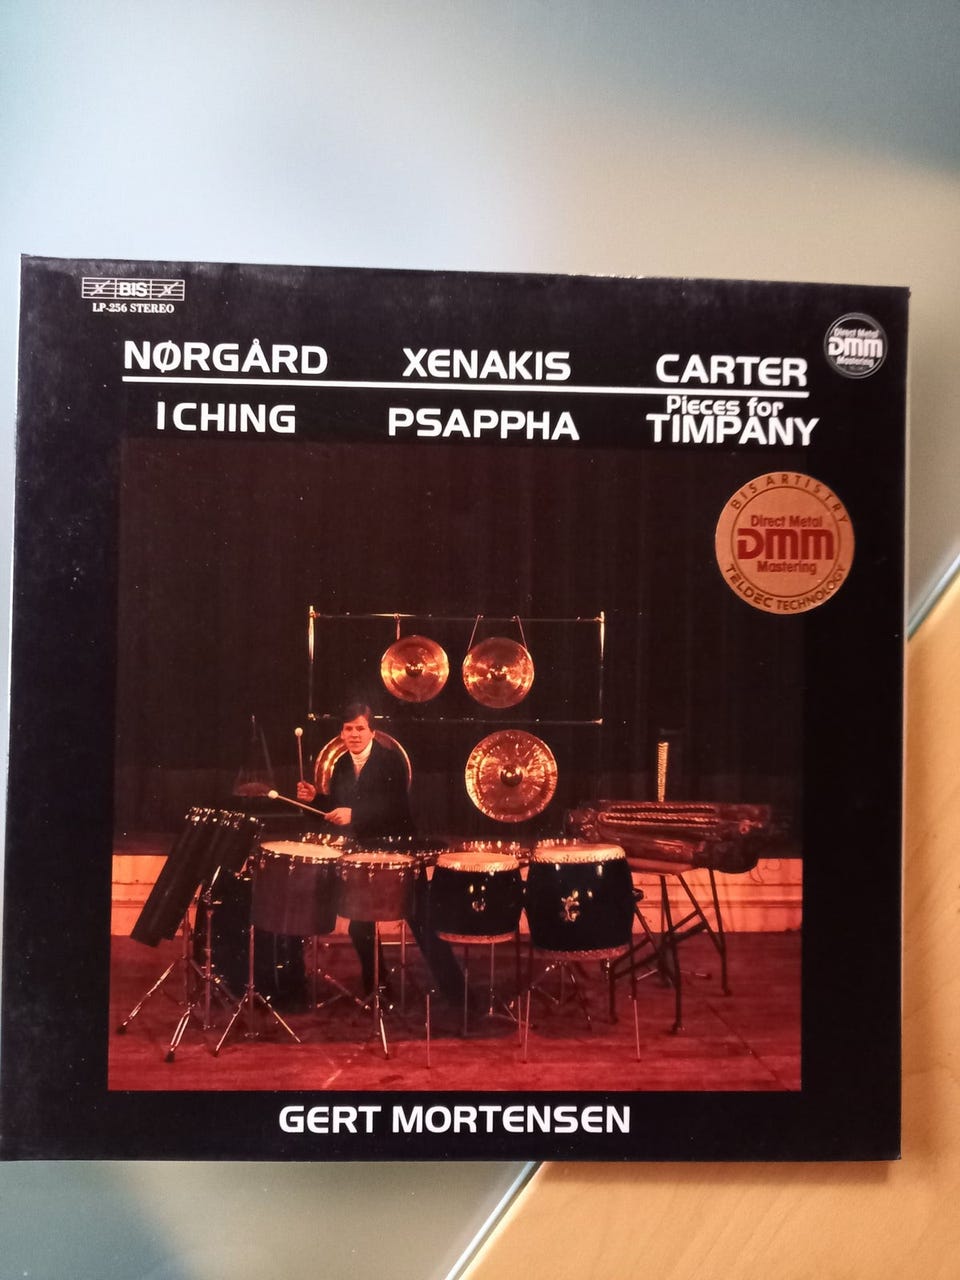 BIS
LP-256 STEREO
Direct Metal
DMM
Mastering
NØRGÅRD XENAKIS CARTER
I CHING PSAPPHA Pieces for
TIMPANY
BIS ARTISTRY
Direct Metal
DMM
Mastering
TELDEC TECHNOLOGY
GERT MORTENSEN